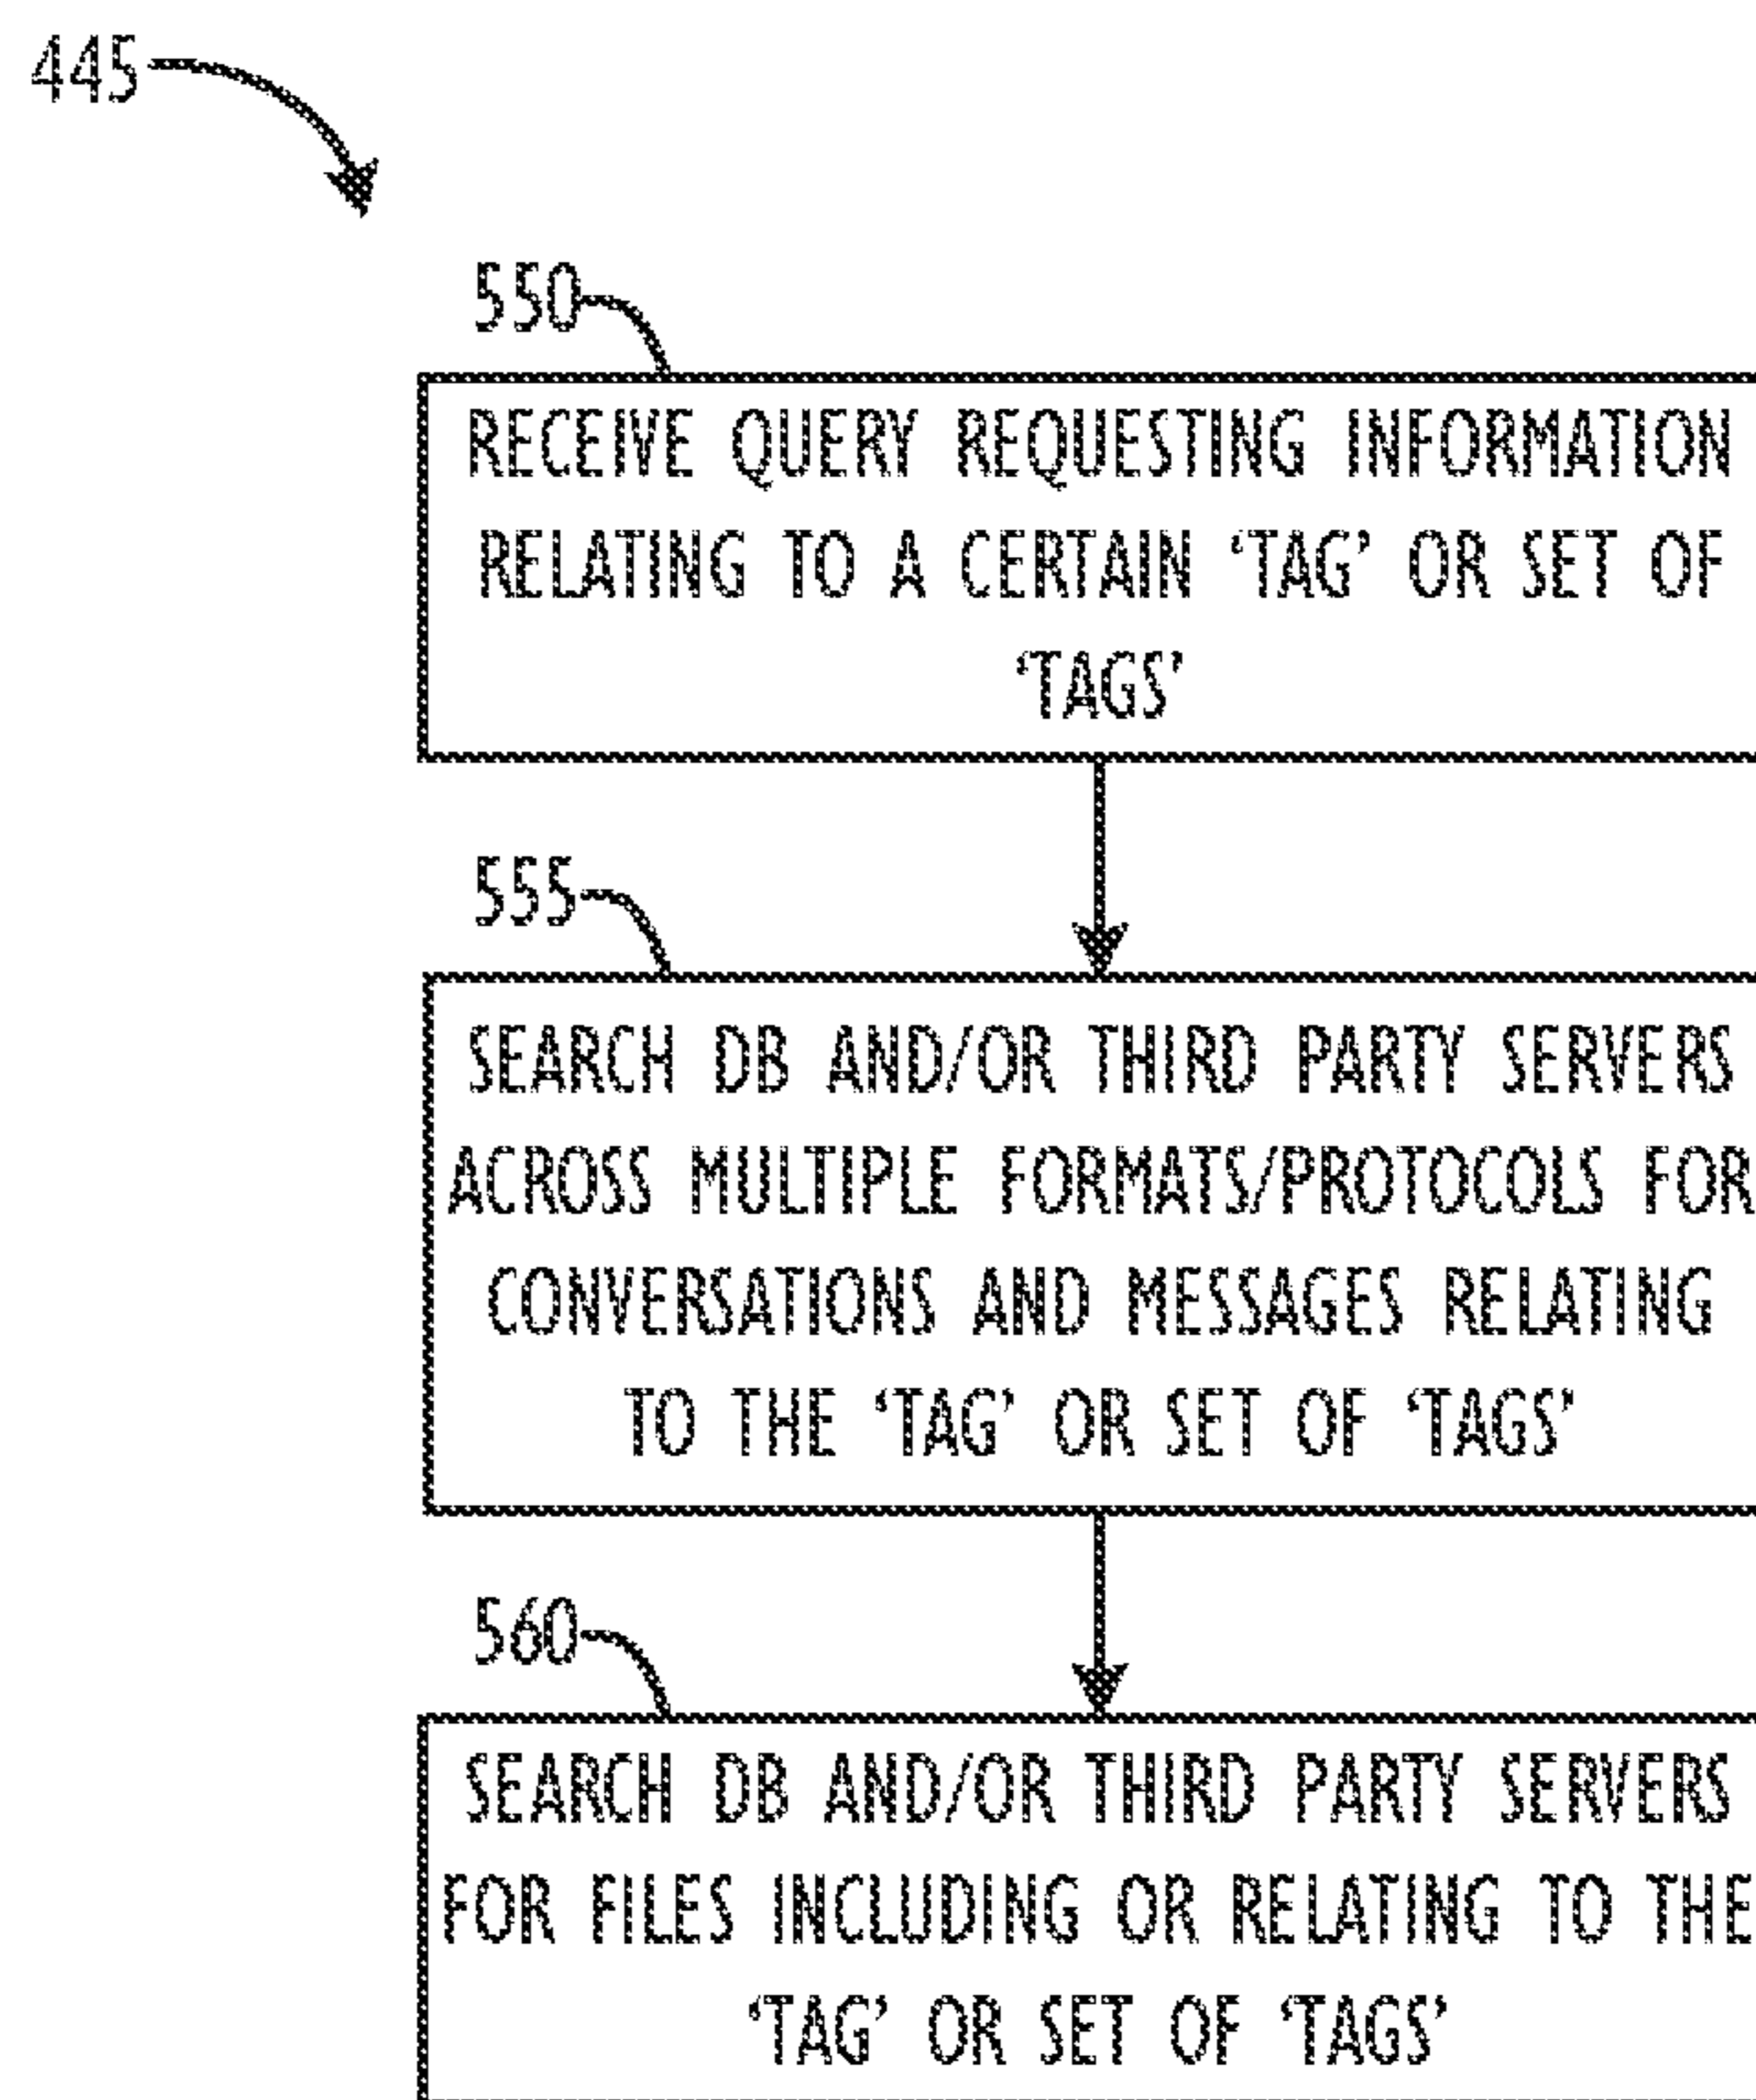 445
550
RECEIVE QUERY REQUESTING INFORMATION
RELATING TO A CERTAIN ‘TAG’ OR SET OF
‘TAGS’
555
SEARCH DB AND/OR THIRD PARTY SERVERS
ACROSS MULTIPLE FORMATS/PROTOCOLS FOR
CONVERSATIONS AND MESSAGES RELATING
TO THE ‘TAG’ OR SET OF ‘TAGS’
560
SEARCH DB AND/OR THIRD PARTY SERVERS
FOR FILES INCLUDING OR RELATING TO THE
‘TAG’ OR SET OF ‘TAGS’